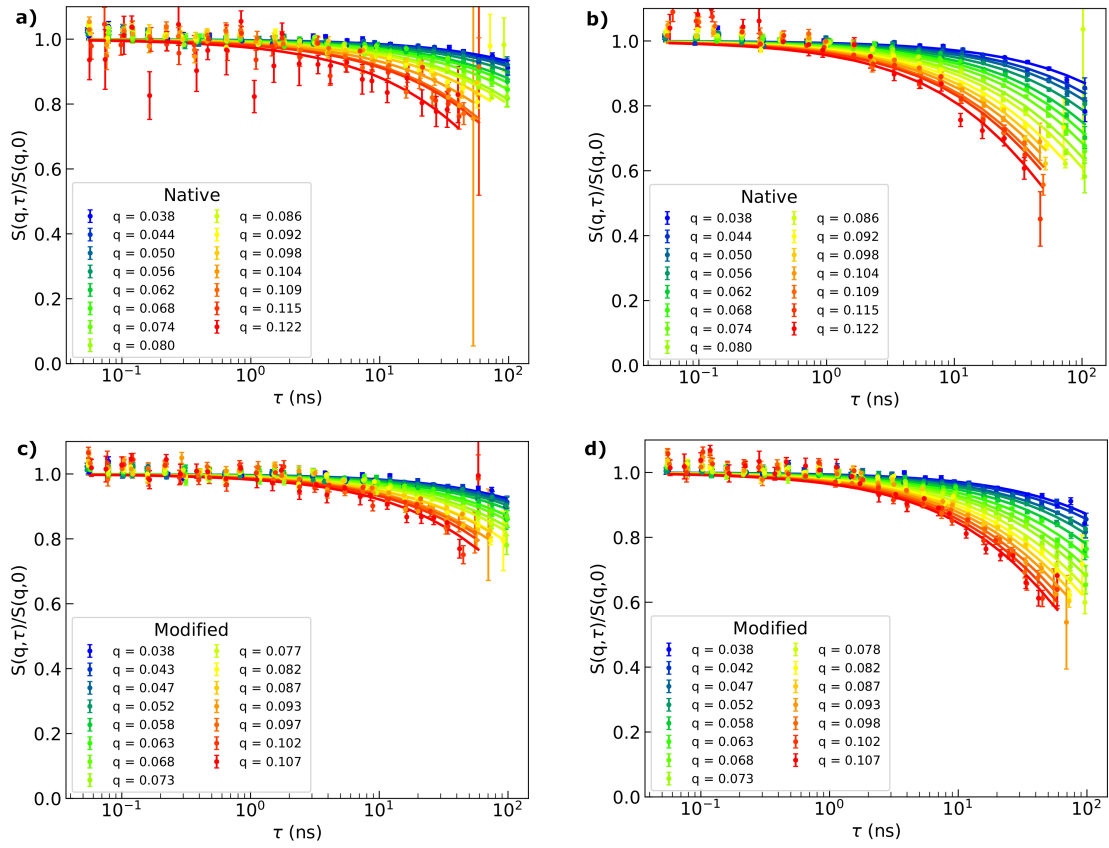 a)
S(q,τ)/S(q,0)
1.0
0.8
0.6
0.4
0.2
0.0
Native
q = 0.038 q = 0.086
q = 0.044 q = 0.092
q = 0.050 q = 0.098
q = 0.056 q = 0.104
q = 0.062 q = 0.109
q = 0.068 q = 0.115
q = 0.074 q = 0.122
q = 0.080
10⁻¹ 10⁰ 10¹ 10²
τ (ns)
b)
S(q,τ)/S(q,0)
1.0
0.8
0.6
0.4
0.2
0.0
Native
q = 0.038 q = 0.086
q = 0.044 q = 0.092
q = 0.050 q = 0.098
q = 0.056 q = 0.104
q = 0.062 q = 0.109
q = 0.068 q = 0.115
q = 0.074 q = 0.122
q = 0.080
10⁻¹ 10⁰ 10¹ 10²
τ (ns)
c)
S(q,τ)/S(q,0)
1.0
0.8
0.6
0.4
0.2
0.0
Modified
q = 0.038 q = 0.077
q = 0.043 q = 0.082
q = 0.047 q = 0.087
q = 0.052 q = 0.093
q = 0.058 q = 0.097
q = 0.063 q = 0.102
q = 0.068 q = 0.107
q = 0.073
10⁻¹ 10⁰ 10¹ 10²
τ (ns)
d)
S(q,τ)/S(q,0)
1.0
0.8
0.6
0.4
0.2
0.0
Modified
q = 0.038 q = 0.078
q = 0.042 q = 0.082
q = 0.047 q = 0.087
q = 0.052 q = 0.093
q = 0.058 q = 0.098
q = 0.063 q = 0.102
q = 0.068 q = 0.107
q = 0.073
10⁻¹ 10⁰ 10¹ 10²
τ (ns)